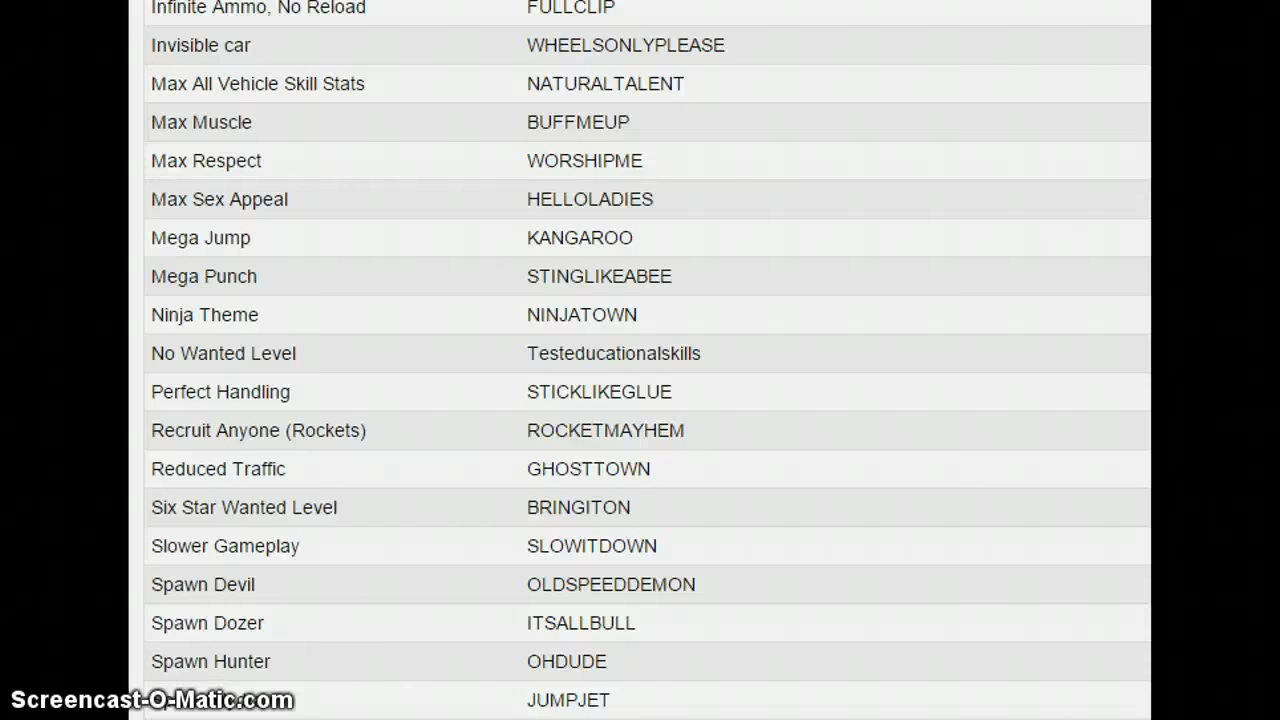 Infinite Ammo, No Reload FULLCLIP
Invisible car WHEELSONLYPLEASE
Max All Vehicle Skill Stats NATURALTALENT
Max Muscle BUFFMEUP
Max Respect WORSHIPME
Max Sex Appeal HELLOLADIES
Mega Jump KANGAROO
Mega Punch STINGLIKEABEE
Ninja Theme NINJATOWN
No Wanted Level Testeducationalskills
Perfect Handling STICKLIKEGLUE
Recruit Anyone (Rockets) ROCKETMAYHEM
Reduced Traffic GHOSTTOWN
Six Star Wanted Level BRINGITON
Slower Gameplay SLOWITDOWN
Spawn Devil OLDSPEEDDEMON
Spawn Dozer ITSALLBULL
Spawn Hunter OHDUDE
JUMPJET
Screencast-O-Matic.com